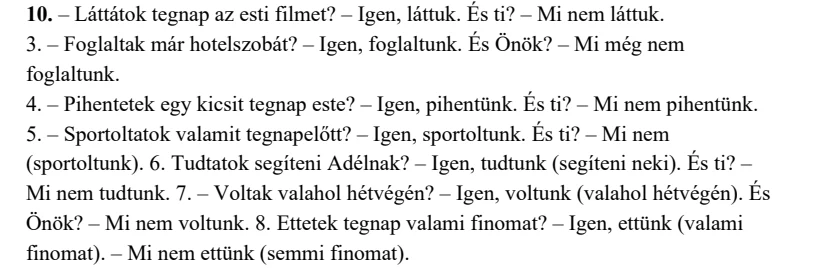 10. – Láttátok tegnap az esti filmet? – Igen, láttuk. És ti? – Mi nem láttuk.
3. – Foglaltak már hotelszobát? – Igen, foglaltunk. És Önök? – Mi még nem
foglaltunk.
4. – Pihentetek egy kicsit tegnap este? – Igen, pihentünk. És ti? – Mi nem pihentünk.
5. – Sportoltatok valamit tegnapelőtt? – Igen, sportoltunk. És ti? – Mi nem
(sportoltunk). 6. Tudtatok segíteni Adélnak? – Igen, tudtunk (segíteni neki). És ti? –
Mi nem tudtunk. 7. – Voltak valahol hétvégén? – Igen, voltunk (valahol hétvégén). És
Önök? – Mi nem voltunk. 8. Ettetek tegnap valami finomat? – Igen, ettünk (valami
finomat). – Mi nem ettünk (semmi finomat).